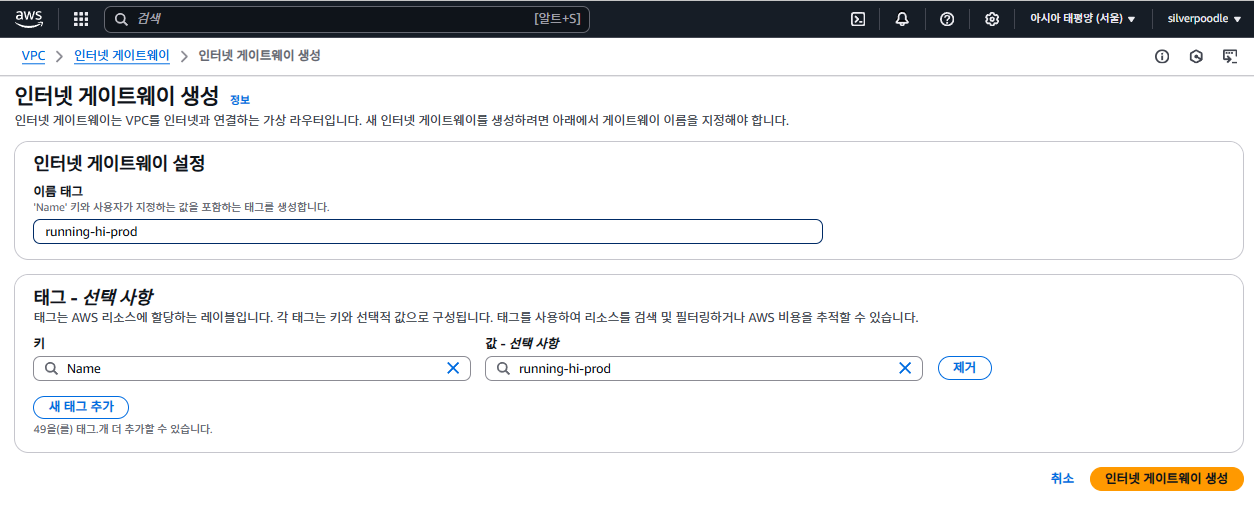 aws 검색 [알트+S] 아시아 태평양 (서울) silverpoodle
VPC 인터넷 게이트웨이 인터넷 게이트웨이 생성
인터넷 게이트웨이 생성 정보
인터넷 게이트웨이는 VPC를 인터넷과 연결하는 가상 라우터입니다. 새 인터넷 게이트웨이를 생성하려면 아래에서 게이트웨이 이름을 지정해야 합니다.
인터넷 게이트웨이 설정
이름 태그
'Name' 키와 사용자가 지정하는 값을 포함하는 태그를 생성합니다.
running-hi-prod
태그 - 선택 사항
태그는 AWS 리소스에 할당하는 레이블입니다. 각 태그는 키와 선택적 값으로 구성됩니다. 태그를 사용하여 리소스를 검색 및 필터링하거나 AWS 비용을 추적할 수 있습니다.
키 값 - 선택 사항
Name running-hi-prod 제거
새 태그 추가
49을(를) 태그.개 더 추가할 수 있습니다.
취소 인터넷 게이트웨이 생성